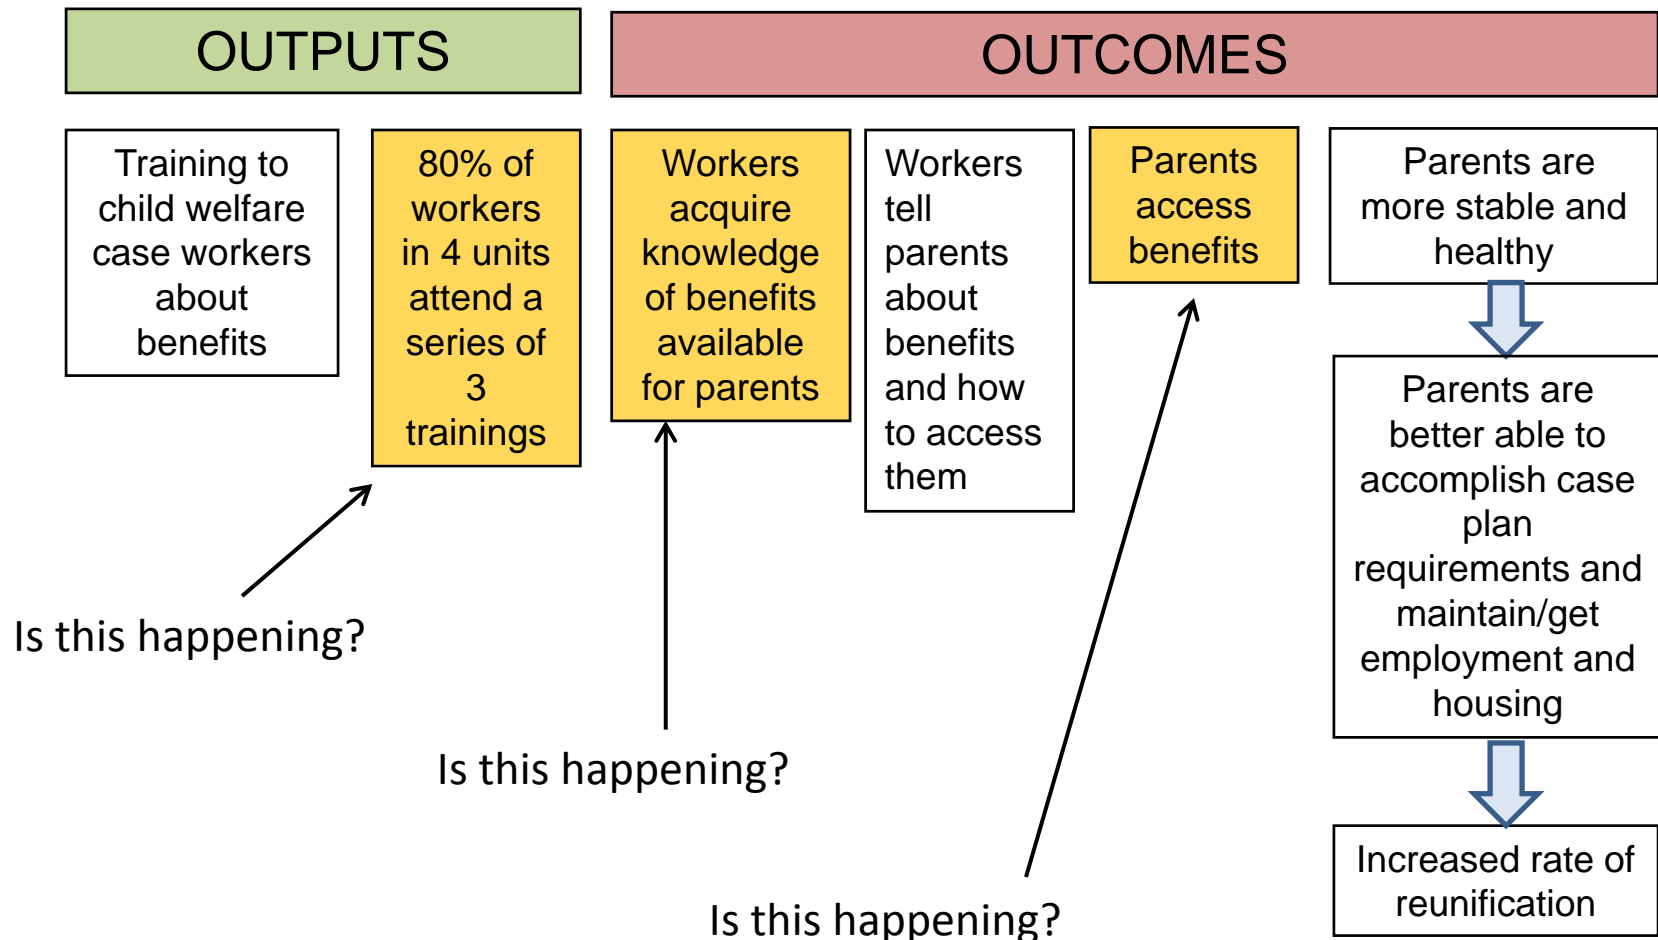 OUTPUTS
OUTCOMES
Training to
child welfare
case workers
about
benefits
80% of
workers
in 4 units
attend a
series of
3
trainings
Workers
acquire
knowledge
of benefits
available
for parents
Workers
tell
parents
about
benefits
and how
to access
them
Parents
access
benefits
Parents are
more stable and
healthy
Parents are
better able to
accomplish case
plan
requirements and
maintain/get
employment and
housing
Increased rate of
reunification
Is this happening?
Is this happening?
Is this happening?